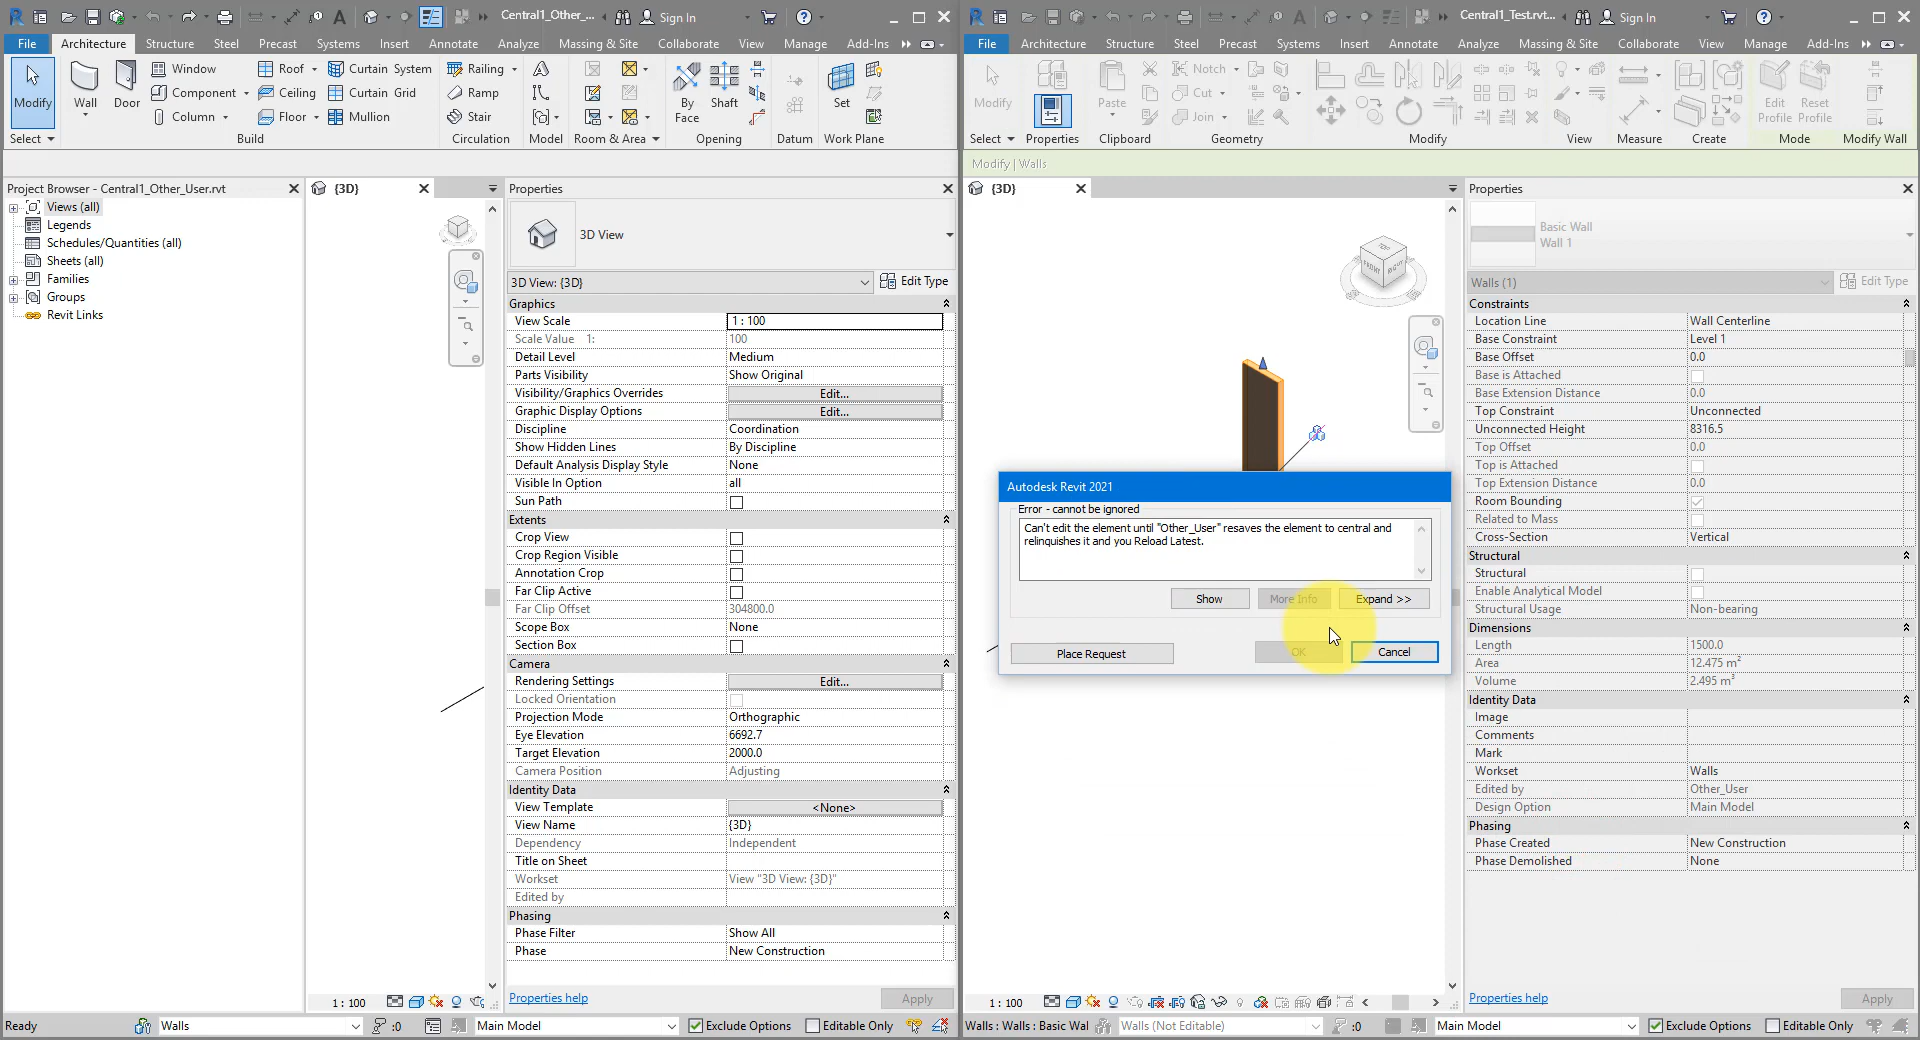 Central1_Other_...
Sign In
File
Architecture
Structure
Steel
Precast
Systems
Insert
Annotate
Analyze
Massing & Site
Collaborate
View
Manage
Add-Ins
Modify
Wall
Door
Window
Component
Column
Roof
Ceiling
Floor
Curtain System
Curtain Grid
Mullion
Railing
Ramp
Stair
By Face
Shaft
Set
Select
Build
Circulation
Model
Room & Area
Opening
Datum
Work Plane
Project Browser - Central1_Other_User.rvt
Views (all)
Legends
Schedules/Quantities (all)
Sheets (all)
Families
Groups
Revit Links
{3D}
Properties
3D View
3D View: {3D}
Edit Type
Graphics
View Scale 1 : 100
Scale Value 1: 100
Detail Level Medium
Parts Visibility Show Original
Visibility/Graphics Overrides Edit...
Graphic Display Options Edit...
Discipline Coordination
Show Hidden Lines By Discipline
Default Analysis Display Style None
Visible In Option all
Sun Path
Extents
Crop View
Crop Region Visible
Annotation Crop
Far Clip Active
Far Clip Offset 304800.0
Scope Box None
Section Box
Camera
Rendering Settings Edit...
Locked Orientation
Projection Mode Orthographic
Eye Elevation 6692.7
Target Elevation 2000.0
Camera Position Adjusting
Identity Data
View Template <None>
View Name {3D}
Dependency Independent
Title on Sheet
Workset View "3D View: {3D}"
Edited by
Phasing
Phase Filter Show All
Phase New Construction
1 : 100
Properties help
Apply
Ready
Walls
:0
Main Model
Exclude Options
Editable Only
Central1_Test.rvt...
Sign In
File
Architecture
Structure
Steel
Precast
Systems
Insert
Annotate
Analyze
Massing & Site
Collaborate
View
Manage
Add-Ins
Modify
Paste
Notch
Cut
Join
Edit Profile
Reset Profile
Select
Properties
Clipboard
Geometry
Modify
View
Measure
Create
Mode
Modify Wall
Modify | Walls
{3D}
TOP
FRONT
RIGHT
Autodesk Revit 2021
Error - cannot be ignored
Can't edit the element until "Other_User" resaves the element to central and
relinquishes it and you Reload Latest.
Show
More Info
Expand >>
Place Request
OK
Cancel
Properties
Basic Wall
Wall 1
Walls (1)
Edit Type
Constraints
Location Line Wall Centerline
Base Constraint Level 1
Base Offset 0.0
Base is Attached
Base Extension Distance 0.0
Top Constraint Unconnected
Unconnected Height 8316.5
Top Offset 0.0
Top is Attached
Top Extension Distance 0.0
Room Bounding
Related to Mass
Cross-Section Vertical
Structural
Structural
Enable Analytical Model
Structural Usage Non-bearing
Dimensions
Length 1500.0
Area 12.475 m²
Volume 2.495 m³
Identity Data
Image
Comments
Mark
Workset Walls
Edited by Other_User
Design Option Main Model
Phasing
Phase Created New Construction
Phase Demolished None
1 : 100
Properties help
Apply
Walls : Walls : Basic Wal
Walls (Not Editable)
:0
Main Model
Exclude Options
Editable Only